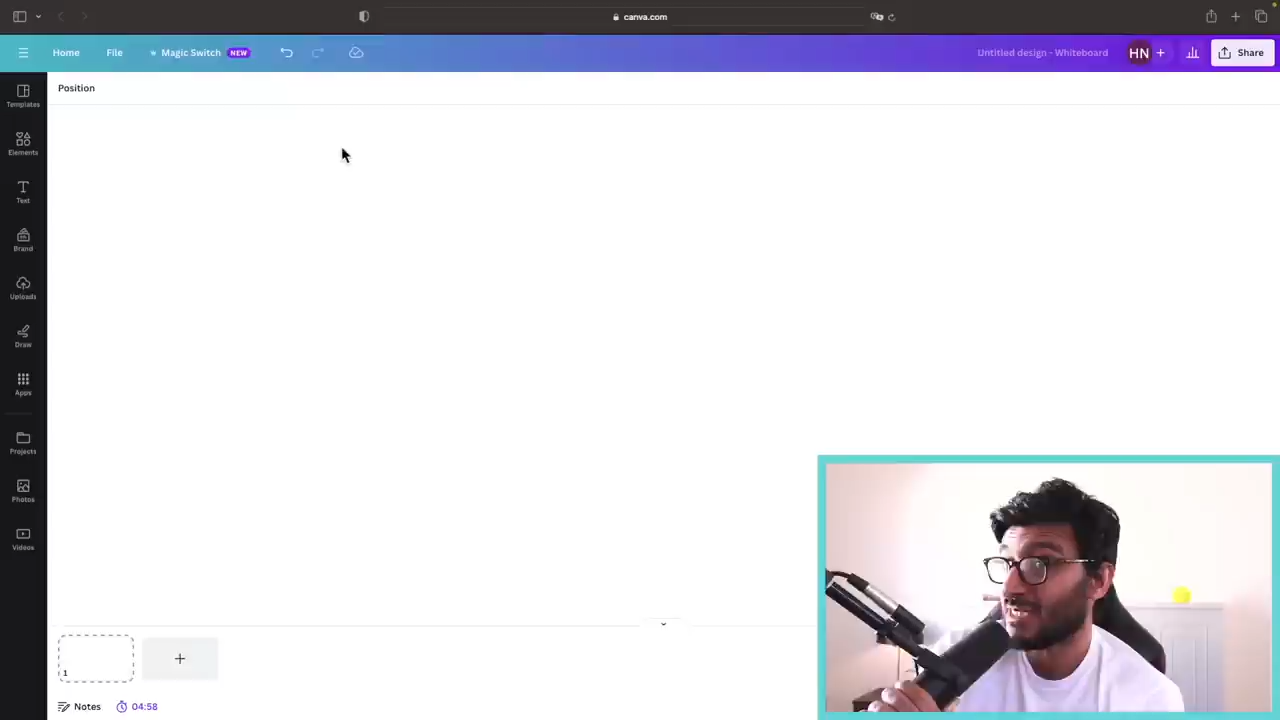 canva.com
Home File Magic Switch NEW Untitled design - Whiteboard HN Share
Position
Templates
Elements
Text
Brand
Uploads
Draw
Apps
Projects
Photos
Videos
1
Notes 04:58